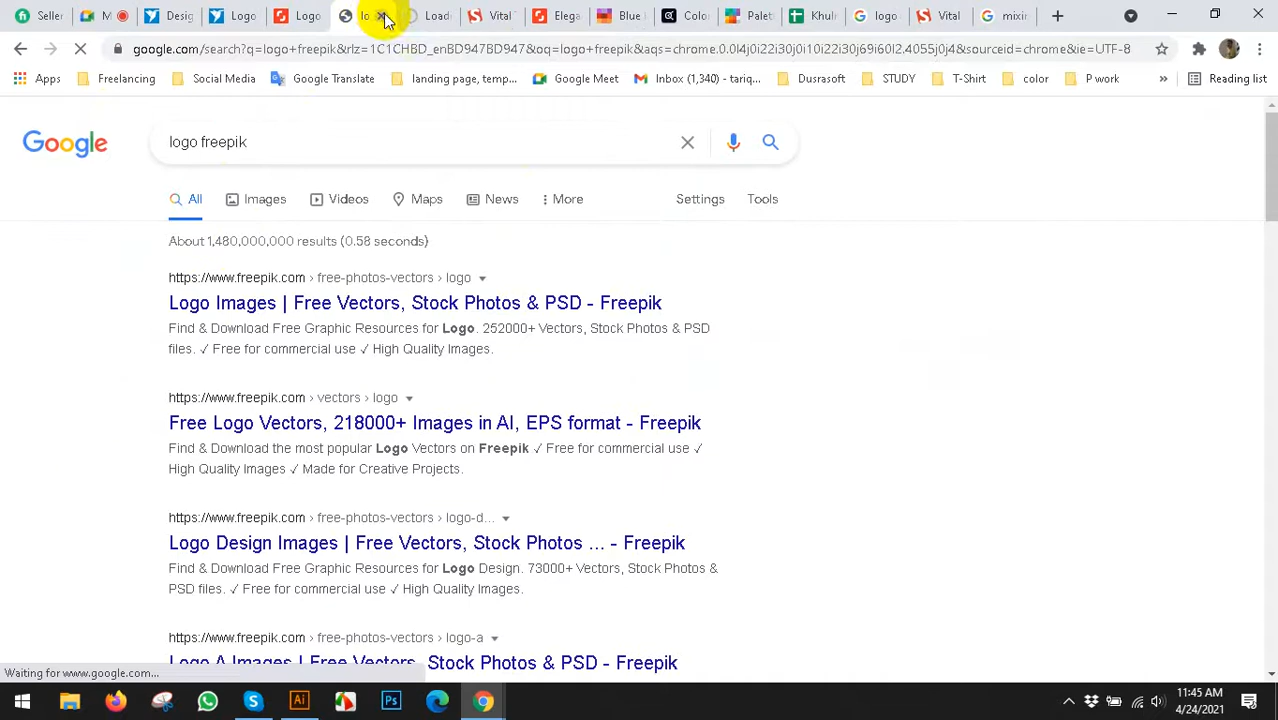 Seller
M
Desig
Logo
Logo
lo
Loadi
Vital
Elega
Blue
Color
Palet
Khul
logo
Vital
mixin
google.com/search?q=logo+freepik&rlz=1C1CHBD_enBD947BD947&oq=logo+freepik&aqs=chrome.0.0l4j0i22i30j0i10i22i30j69i60l2.4055j0j4&sourceid=chrome&ie=UTF-8
Apps
Freelancing
Social Media
Google Translate
landing page, temp...
Google Meet
Inbox (1,340) - tariq...
Dusrasoft
STUDY
T-Shirt
color
P work
»
Reading list
Google
logo freepik
All
Images
Videos
Maps
News
More
Settings
Tools
About 1,480,000,000 results (0.58 seconds)
https://www.freepik.com › free-photos-vectors › logo
Logo Images | Free Vectors, Stock Photos & PSD - Freepik
Find & Download Free Graphic Resources for Logo. 252000+ Vectors, Stock Photos & PSD
files. ✓ Free for commercial use ✓ High Quality Images.
https://www.freepik.com › vectors › logo
Free Logo Vectors, 218000+ Images in AI, EPS format - Freepik
Find & Download the most popular Logo Vectors on Freepik ✓ Free for commercial use ✓
High Quality Images ✓ Made for Creative Projects.
https://www.freepik.com › free-photos-vectors › logo-d...
Logo Design Images | Free Vectors, Stock Photos ... - Freepik
Find & Download Free Graphic Resources for Logo Design. 73000+ Vectors, Stock Photos &
PSD files. ✓ Free for commercial use ✓ High Quality Images.
https://www.freepik.com › free-photos-vectors › logo-a
Logo A Images | Free Vectors, Stock Photos & PSD - Freepik
Waiting for www.google.com...
Ai
Ps
11:45 AM
4/24/2021